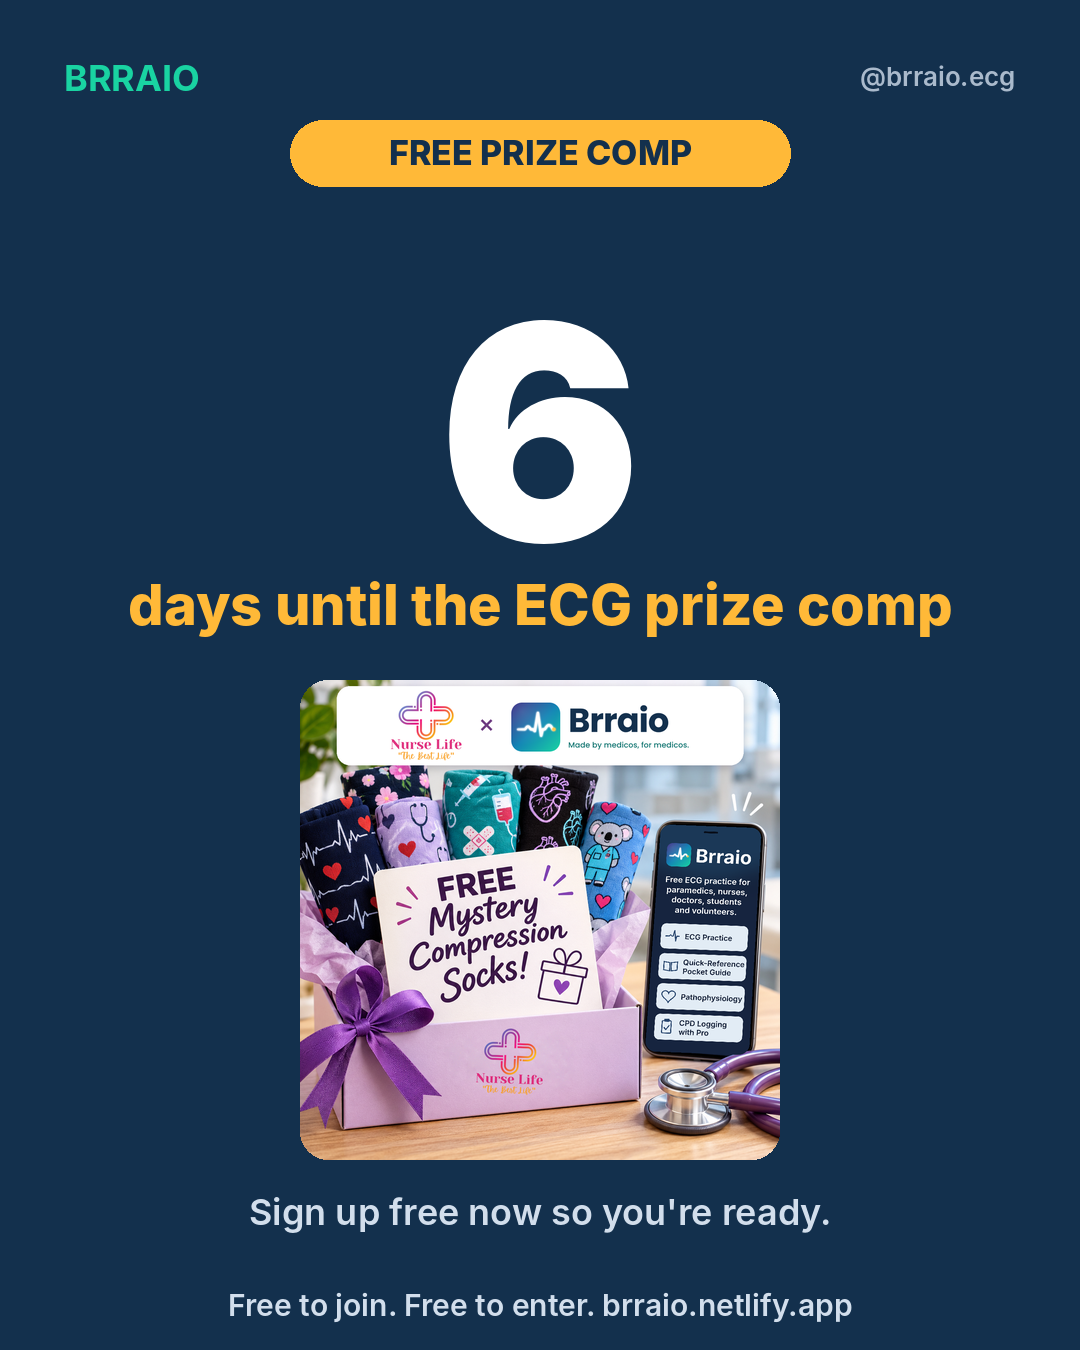 BRRAIO
@brraio.ecg
FREE PRIZE COMP
6
days until the ECG prize comp
Nurse Life
"The Best Life"
×
Brraio
Made by medicos, for medicos.
FREE
Mystery
Compression
Socks!
Nurse Life
"The Best Life"
Brraio
Free ECG practice for
paramedics, nurses,
doctors, students
and volunteers.
ECG Practice
Quick-Reference
Pocket Guide
Pathophysiology
CPD Logging
with Pro
Sign up free now so you're ready.
Free to join. Free to enter. brraio.netlify.app